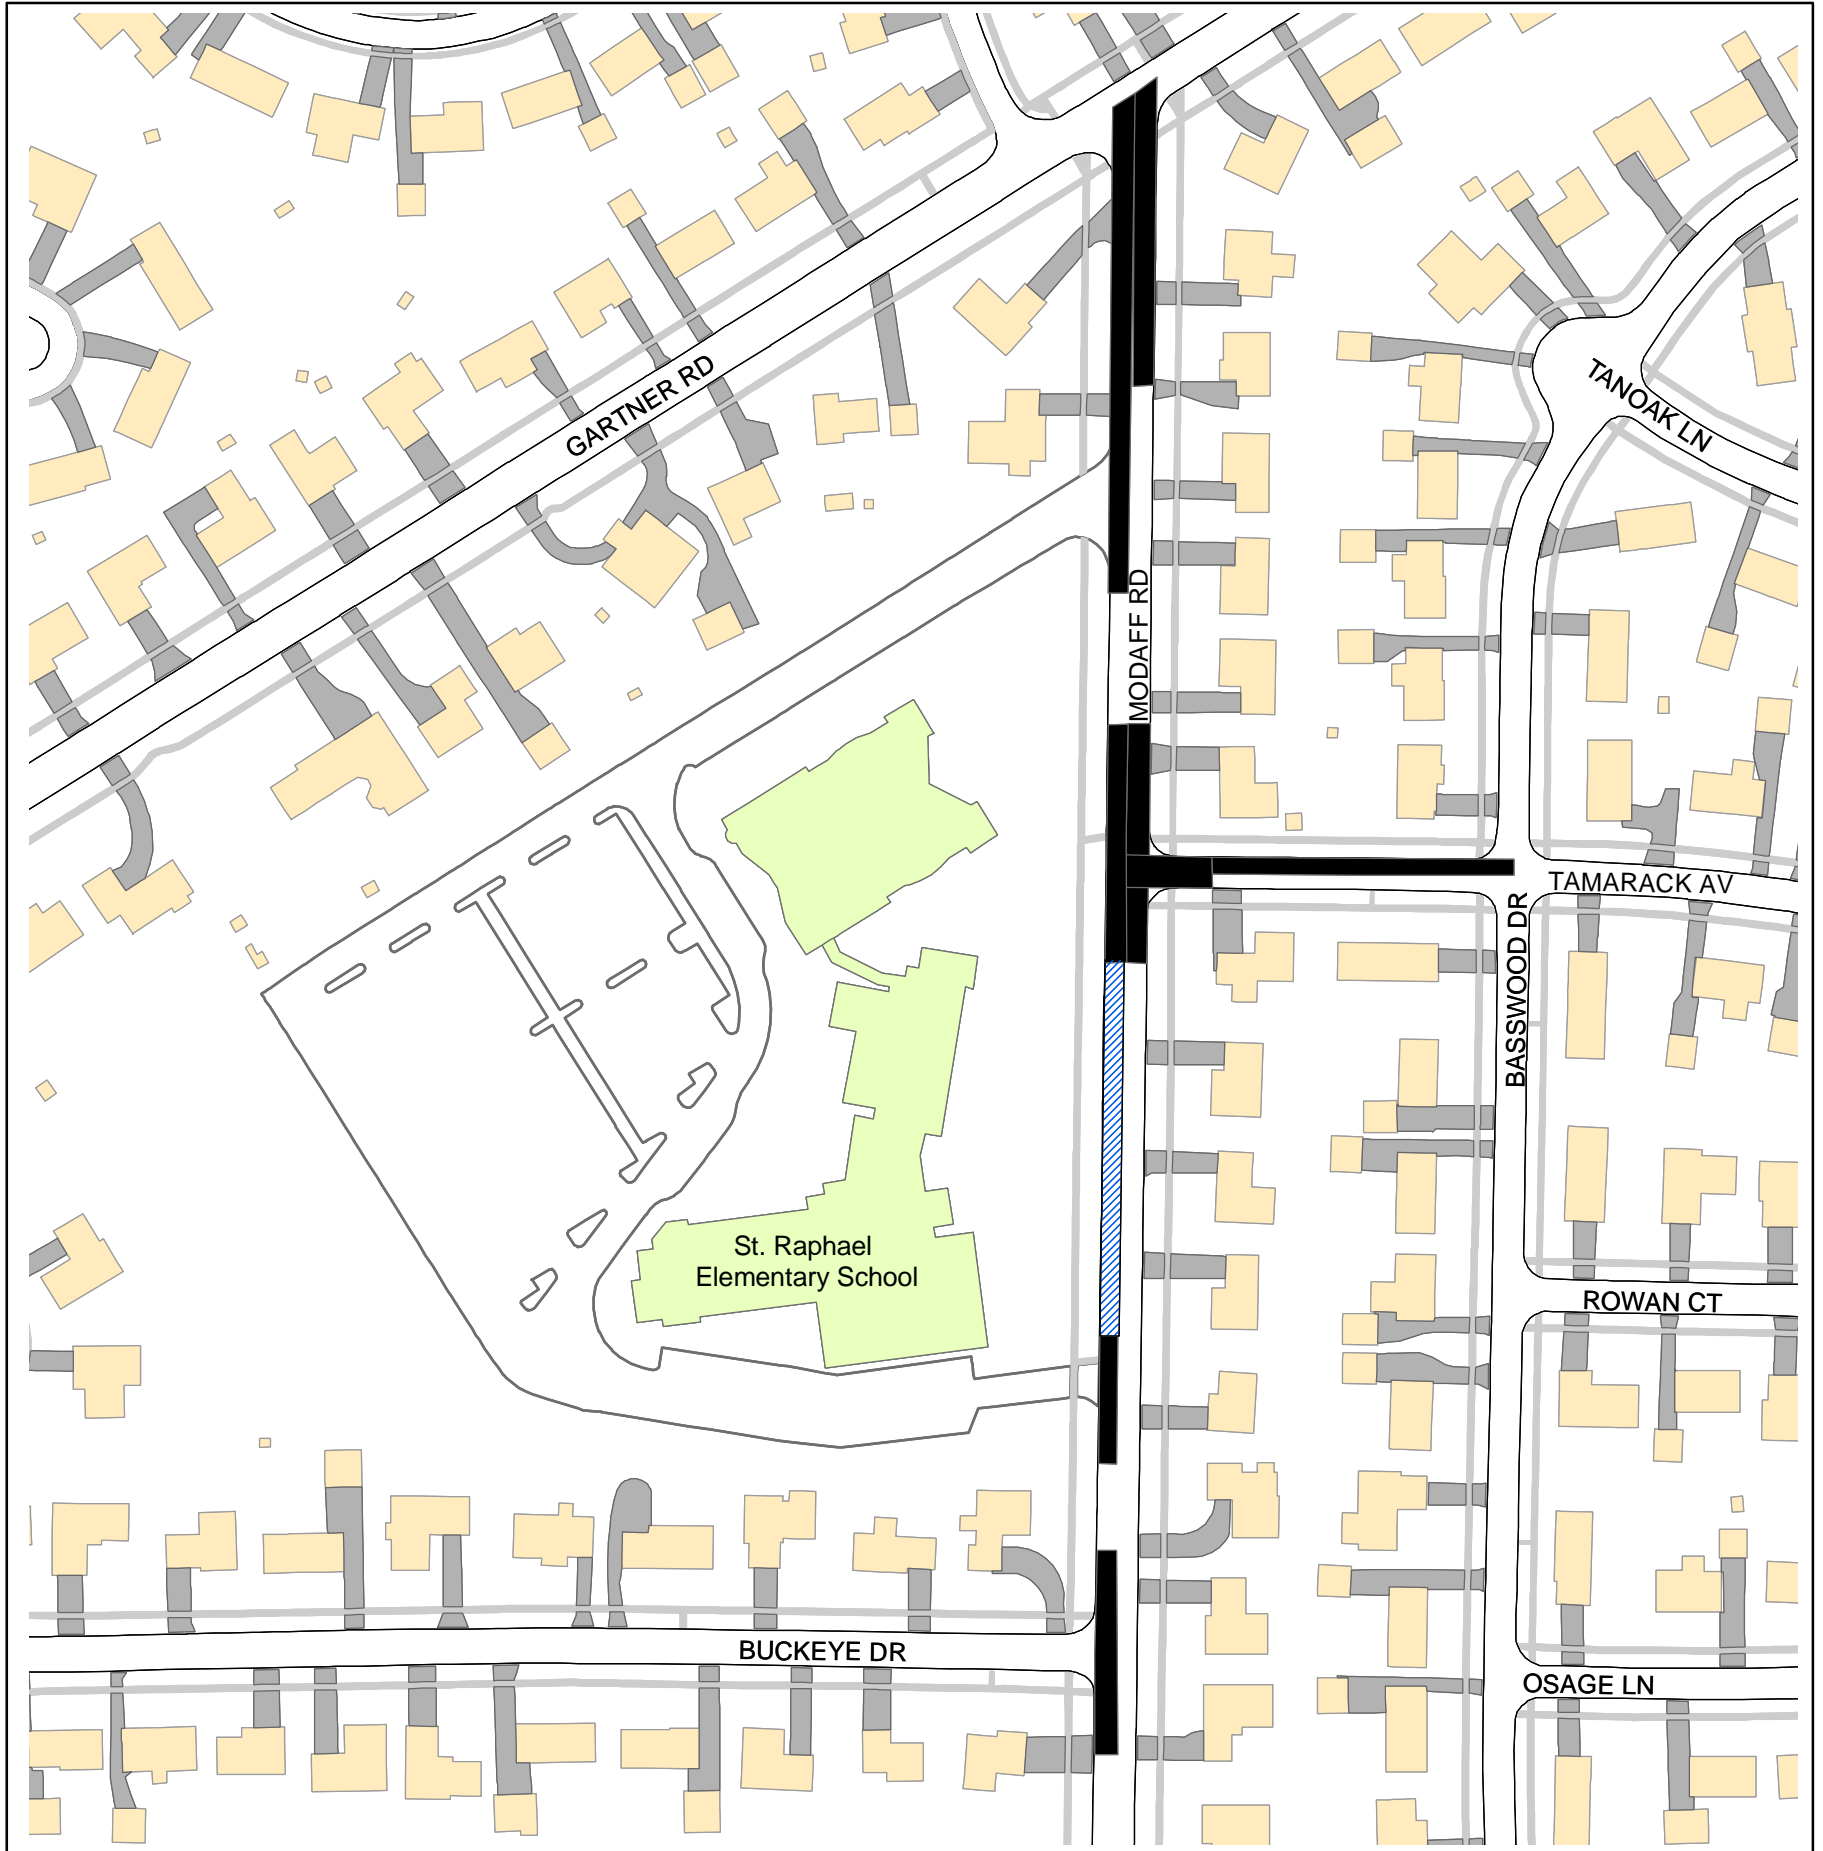 GARTNER RD
TANOAK LN
MODAFF RD
TAMARACK AV
BASSWOOD DR
St. Raphael
Elementary School
ROWAN CT
BUCKEYE DR
OSAGE LN